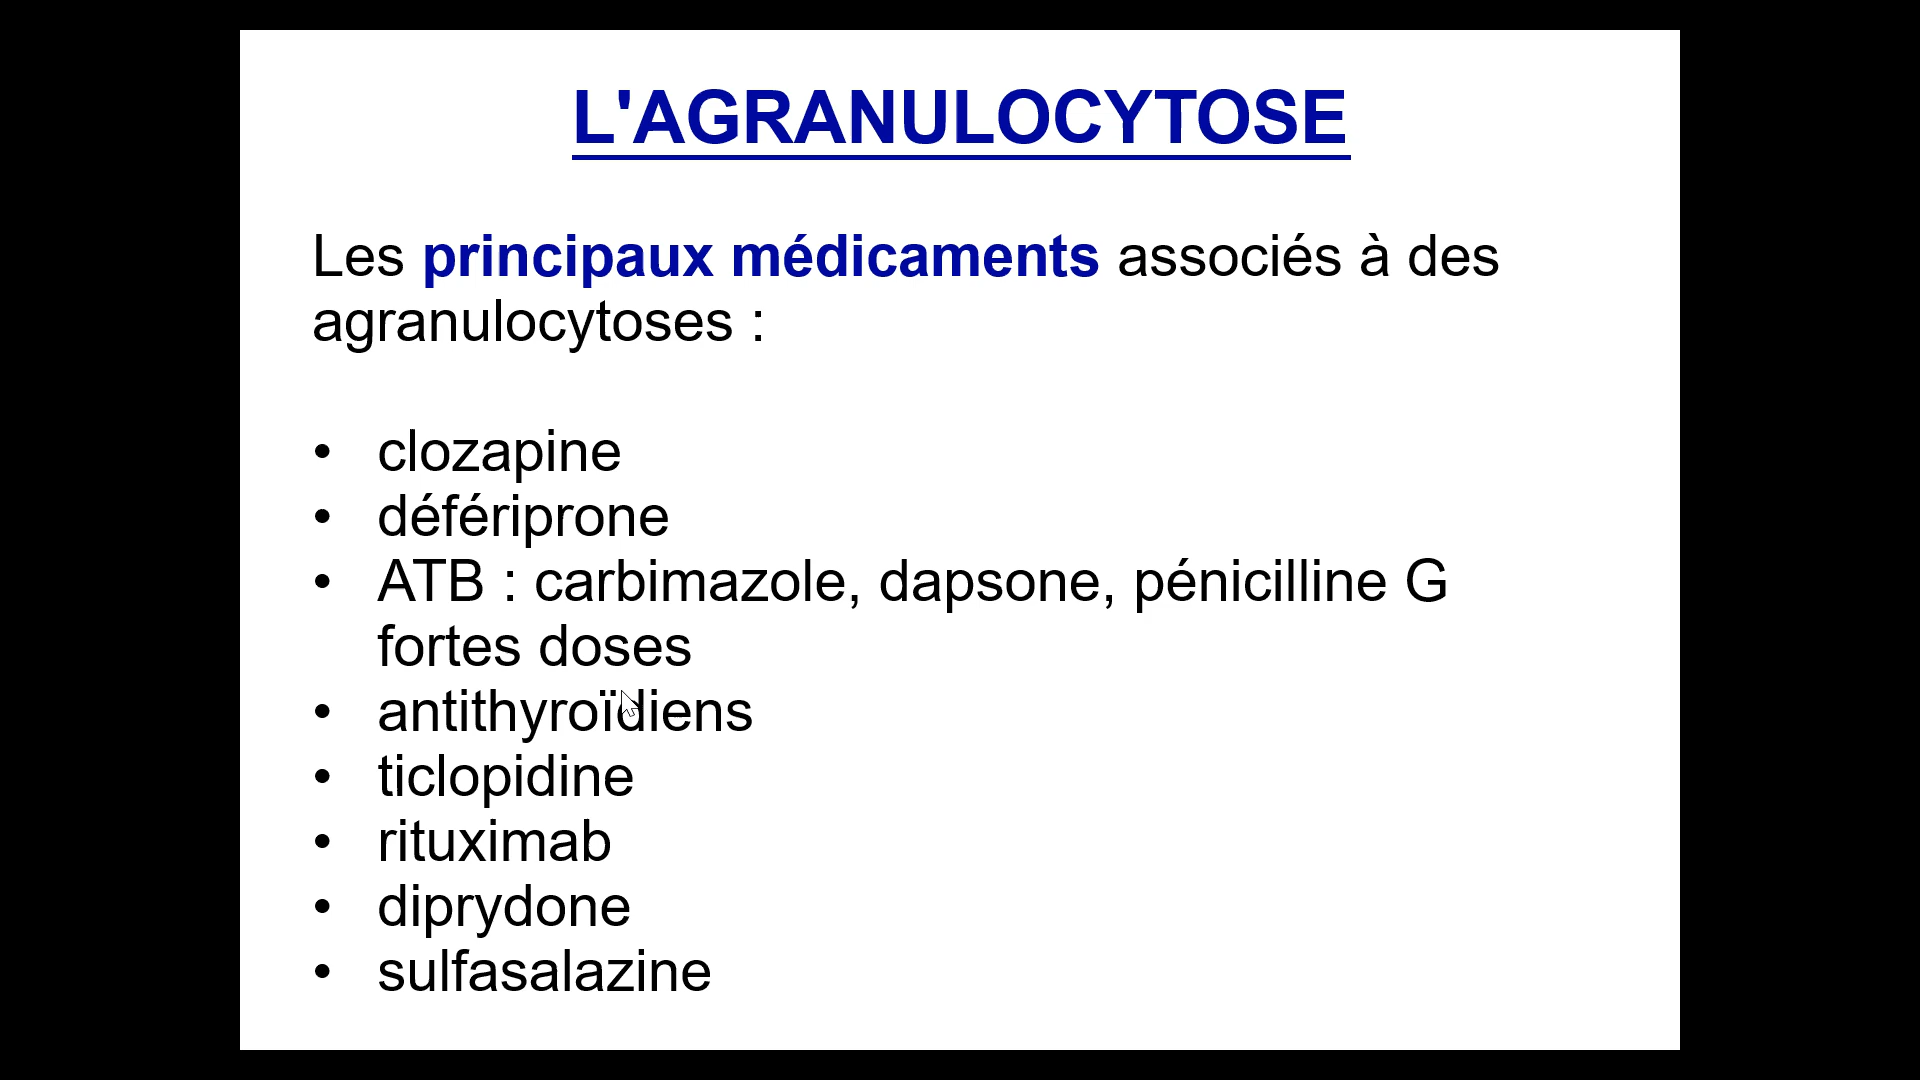 L'AGRANULOCYTOSE
Les principaux médicaments associés à des
agranulocytoses :
• clozapine
• défériprone
• ATB : carbimazole, dapsone, pénicilline G
fortes doses
• antithyroïdiens
• ticlopidine
• rituximab
• diprydone
• sulfasalazine